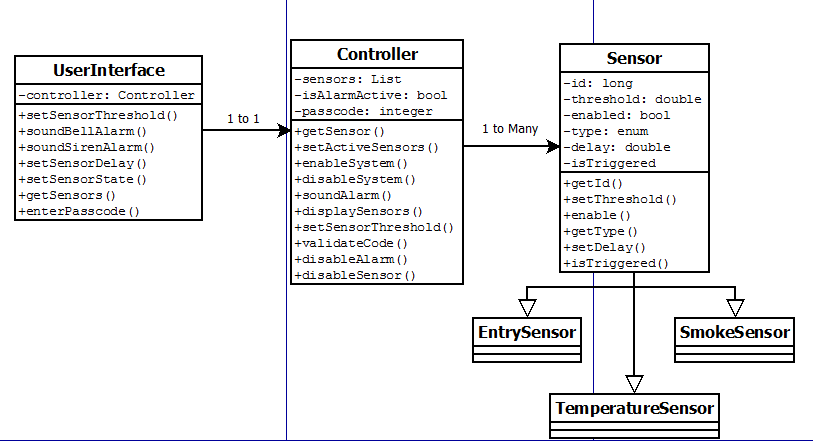 UserInterface
-controller: Controller
+setSensorThreshold()
+soundBellAlarm()
+soundSirenAlarm()
+setSensorDelay()
+setSensorState()
+getSensors()
+enterPasscode()
1 to 1
Controller
-sensors: List
-isAlarmActive: bool
-passcode: integer
+getSensor()
+setActiveSensors()
+enableSystem()
+disableSystem()
+soundAlarm()
+displaySensors()
+setSensorThreshold()
+validateCode()
+disableAlarm()
+disableSensor()
1 to Many
Sensor
-id: long
-threshold: double
-enabled: bool
-type: enum
-delay: double
-isTriggered
+getId()
+setThreshold()
+enable()
+getType()
+setDelay()
+isTriggered()
EntrySensor
SmokeSensor
TemperatureSensor